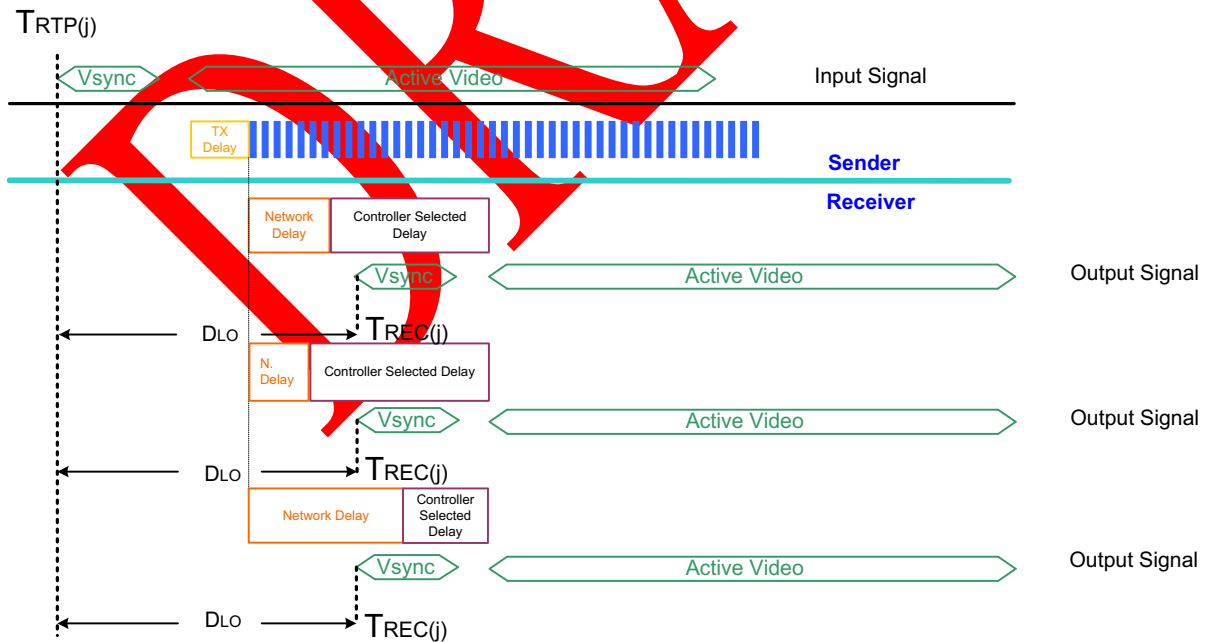 TRTP(j)
Vsync
Active Video
Input Signal
TX
Delay
Sender
Receiver
Network
Delay
Controller Selected
Delay
Vsync
Active Video
Output Signal
DLO
TREC(j)
N.
Delay
Controller Selected Delay
Vsync
Active Video
Output Signal
DLO
TREC(j)
Network Delay
Controller
Selected
Delay
Vsync
Active Video
Output Signal
DLO
TREC(j)